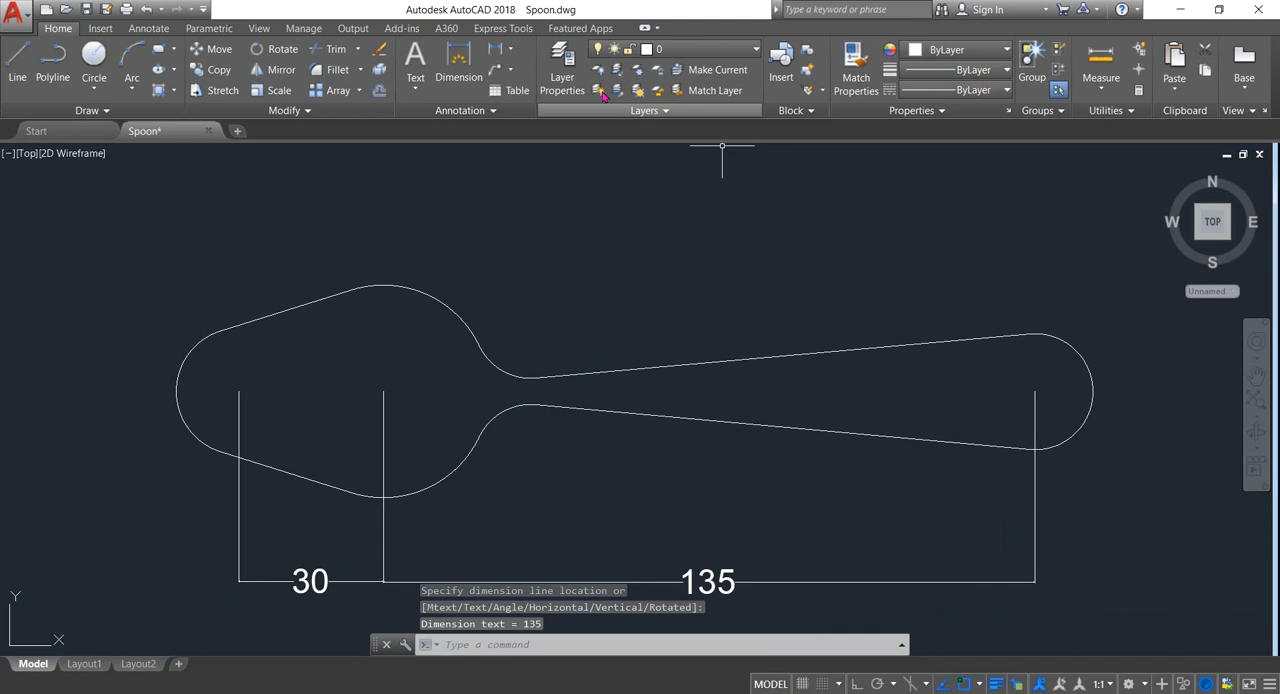 Autodesk AutoCAD 2018 Spoon.dwg
Type a keyword or phrase
Sign In
Home Insert Annotate Parametric View Manage Output Add-ins A360 Express Tools Featured Apps
Line Polyline Circle Arc
Move Rotate Trim
Copy Mirror Fillet
Stretch Scale Array
Text Dimension Table
Layer Properties
0
Make Current
Match Layer
Insert
Match Properties
ByLayer
ByLayer
ByLayer
Group
Measure
Paste
Base
Draw Modify Annotation Layers Block Properties Groups Utilities Clipboard View
Start Spoon*
[−][Top][2D Wireframe]
N
W TOP E
S
Unnamed
30 135
Specify dimension line location or
[Mtext/Text/Angle/Horizontal/Vertical/Rotated]:
Dimension text = 135
Type a command
Y
X
Model Layout1 Layout2
MODEL 1:1